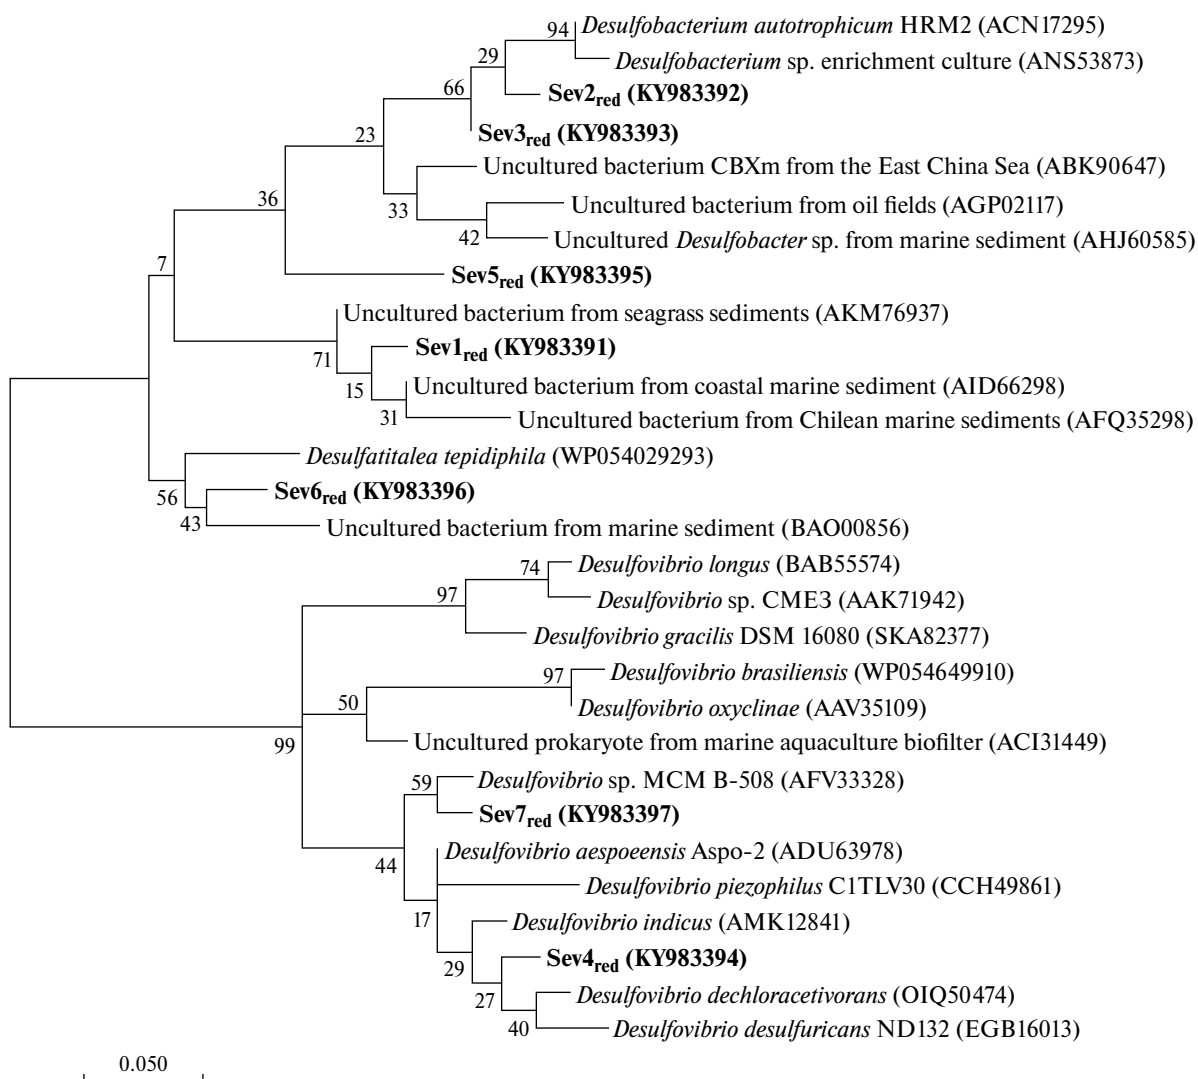 94 Desulfobacterium autotrophicum HRM2 (ACN17295)
29 Desulfobacterium sp. enrichment culture (ANS53873)
66 Sev2red (KY983392)
23 Sev3red (KY983393)
Uncultured bacterium CBXm from the East China Sea (ABK90647)
36 33 Uncultured bacterium from oil fields (AGP02117)
42 Uncultured Desulfobacter sp. from marine sediment (AHJ60585)
7 Sev5red (KY983395)
Uncultured bacterium from seagrass sediments (AKM76937)
71 Sev1red (KY983391)
15 Uncultured bacterium from coastal marine sediment (AID66298)
31 Uncultured bacterium from Chilean marine sediments (AFQ35298)
Desulfatitalea tepidiphila (WP054029293)
56 Sev6red (KY983396)
43 Uncultured bacterium from marine sediment (BAO00856)
74 Desulfovibrio longus (BAB55574)
97 Desulfovibrio sp. CME3 (AAK71942)
Desulfovibrio gracilis DSM 16080 (SKA82377)
97 Desulfovibrio brasiliensis (WP054649910)
50 Desulfovibrio oxyclinae (AAV35109)
99 Uncultured prokaryote from marine aquaculture biofilter (ACI31449)
59 Desulfovibrio sp. MCM B-508 (AFV33328)
Sev7red (KY983397)
44 Desulfovibrio aespoeensis Aspo-2 (ADU63978)
Desulfovibrio piezophilus C1TLV30 (CCH49861)
17 Desulfovibrio indicus (AMK12841)
29 Sev4red (KY983394)
27 Desulfovibrio dechloracetivorans (OIQ50474)
40 Desulfovibrio desulfuricans ND132 (EGB16013)
0.050